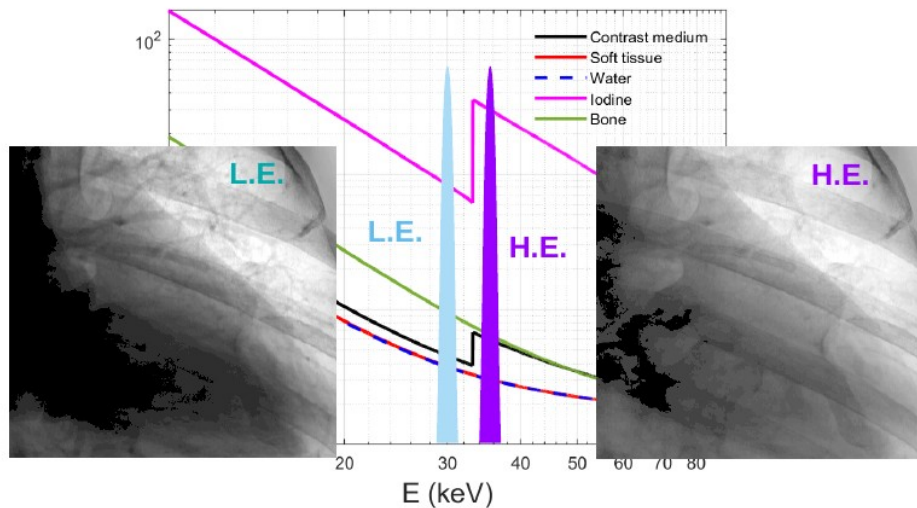 10²
Contrast medium
Soft tissue
Water
Iodine
Bone
L.E.
H.E.
L.E.
H.E.
20
30
40
50
60
70
80
E (keV)